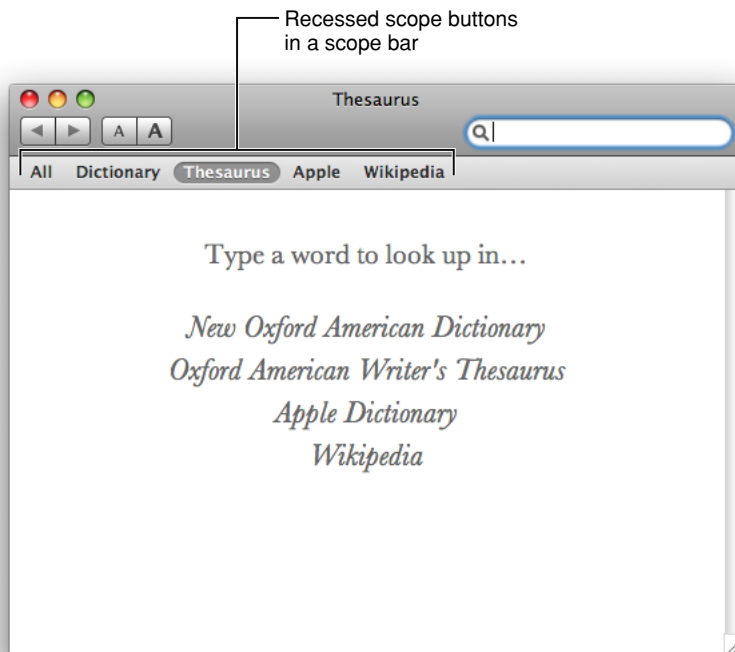 Recessed scope buttons
in a scope bar
Thesaurus
A A
All Dictionary Thesaurus Apple Wikipedia
Type a word to look up in…
New Oxford American Dictionary
Oxford American Writer's Thesaurus
Apple Dictionary
Wikipedia